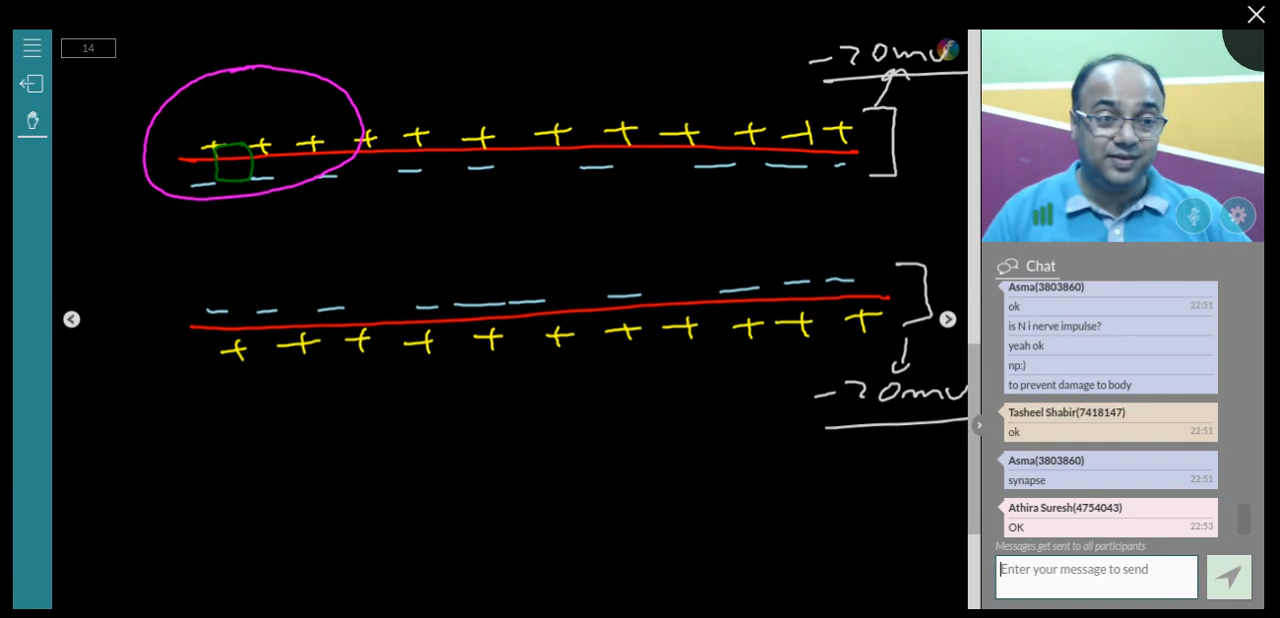 14
-70mv
-70mv
Chat
Asma(3803860)
ok
22:51
is N i nerve impulse?
yeah ok
np:)
to prevent damage to body
Tasheel Shabir(7418147)
ok
22:51
Asma(3803860)
synapse
22:51
Athira Suresh(4754043)
OK
22:53
Messages get sent to all participants
Enter your message to send